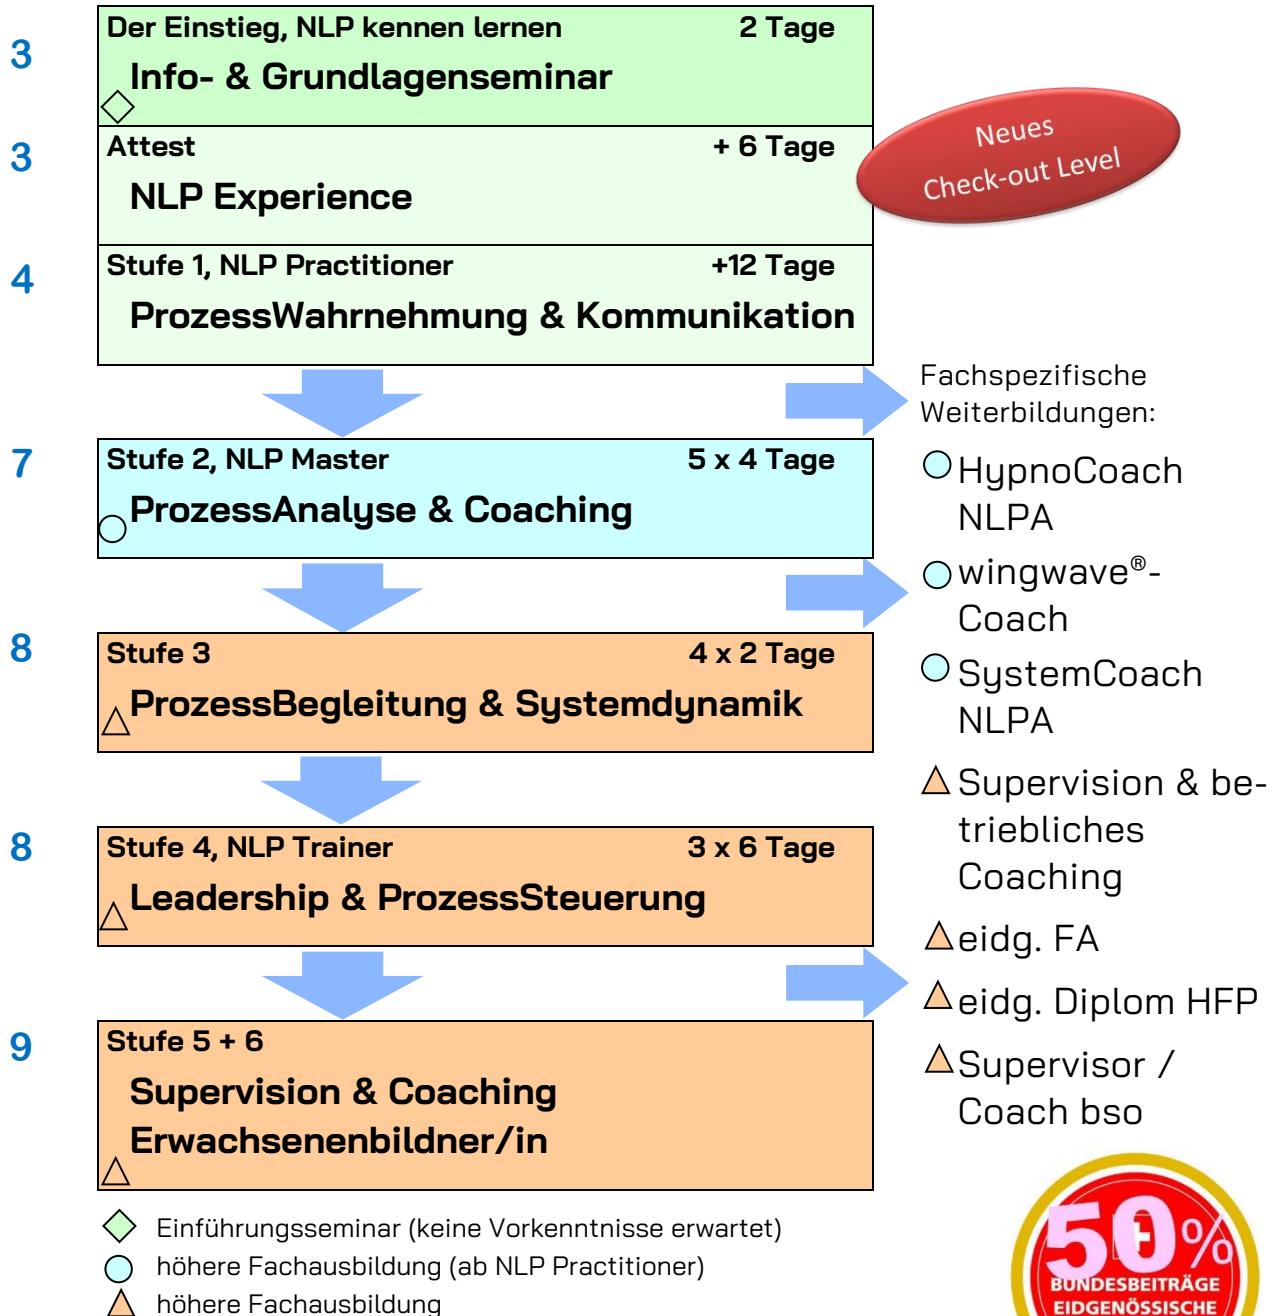 3
Der Einstieg, NLP kennen lernen 2 Tage
Info- & Grundlagenseminar
3
Attest + 6 Tage
NLP Experience
Neues
Check-out Level
4
Stufe 1, NLP Practitioner +12 Tage
ProzessWahrnehmung & Kommunikation
7
Stufe 2, NLP Master 5 x 4 Tage
ProzessAnalyse & Coaching
8
Stufe 3 4 x 2 Tage
ProzessBegleitung & Systemdynamik
8
Stufe 4, NLP Trainer 3 x 6 Tage
Leadership & ProzessSteuerung
9
Stufe 5 + 6
Supervision & Coaching
Erwachsenenbildner/in
Fachspezifische
Weiterbildungen:
HypnoCoach
NLPA
wingwave®-
Coach
SystemCoach
NLPA
Supervision & be-
triebliches
Coaching
eidg. FA
eidg. Diplom HFP
Supervisor /
Coach bso
Einführungsseminar (keine Vorkenntnisse erwartet)
höhere Fachausbildung (ab NLP Practitioner)
höhere Fachausbildung
50%
BUNDESBEITRÄGE
EIDGENÖSSISCHE